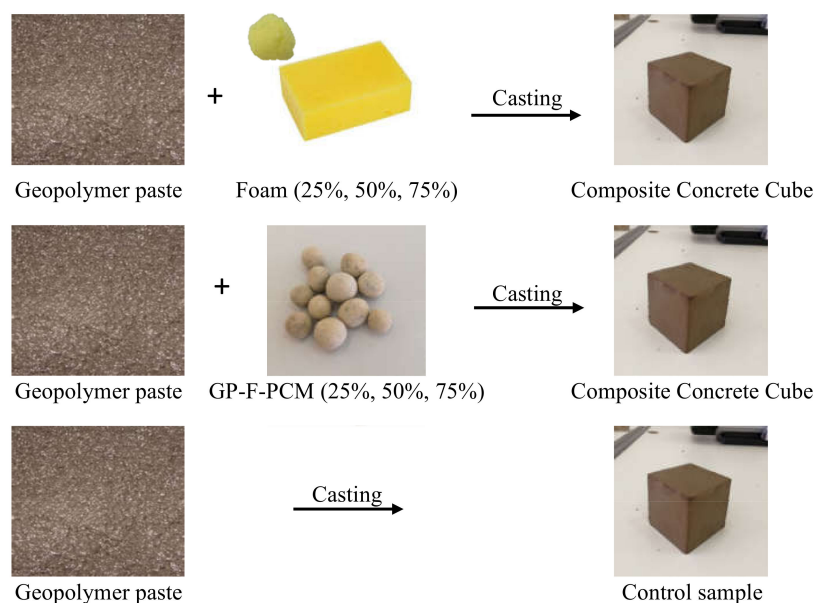 +
Casting
Geopolymer paste
Foam (25%, 50%, 75%)
Composite Concrete Cube
+
Casting
Geopolymer paste
GP-F-PCM (25%, 50%, 75%)
Composite Concrete Cube
Casting
Geopolymer paste
Control sample